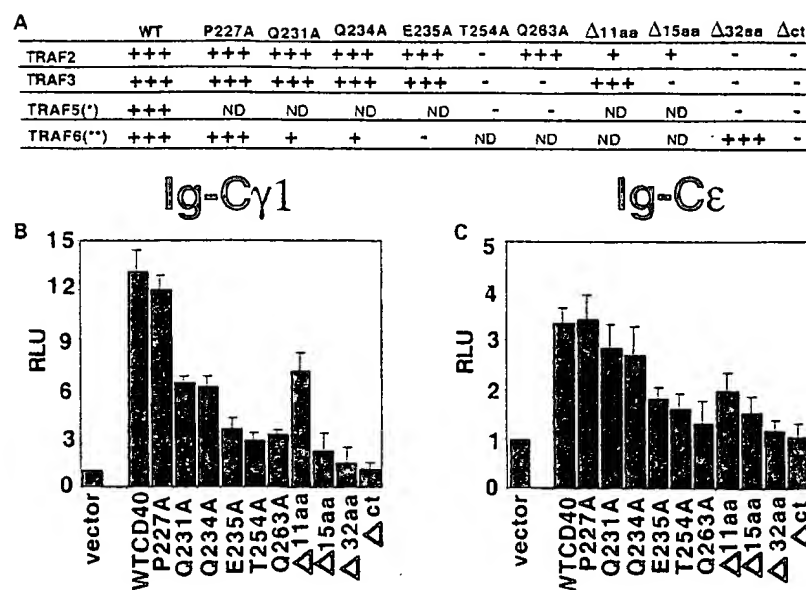 A
WT P227A Q231A Q234A E235A T254A Q263A Δ11aa Δ15aa Δ32aa Δct
TRAF2 +++ +++ +++ +++ +++ - +++ + + - -
TRAF3 +++ +++ +++ +++ +++ - - +++ - - -
TRAF5(*) +++ ND ND ND ND - - ND ND - -
TRAF6(**) +++ +++ + + - ND ND ND ND +++ -
Ig-Cγ1
Ig-Cε
B
15
12
9
6
3
0
RLU
vector
WTCD40
P227A
Q231A
Q234A
E235A
T254A
Q263A
Δ11aa
Δ15aa
Δ32aa
Δct
C
5
4
3
2
1
0
RLU
vector
WTCD40
P227A
Q231A
Q234A
E235A
T254A
Q263A
Δ11aa
Δ15aa
Δ32aa
Δct